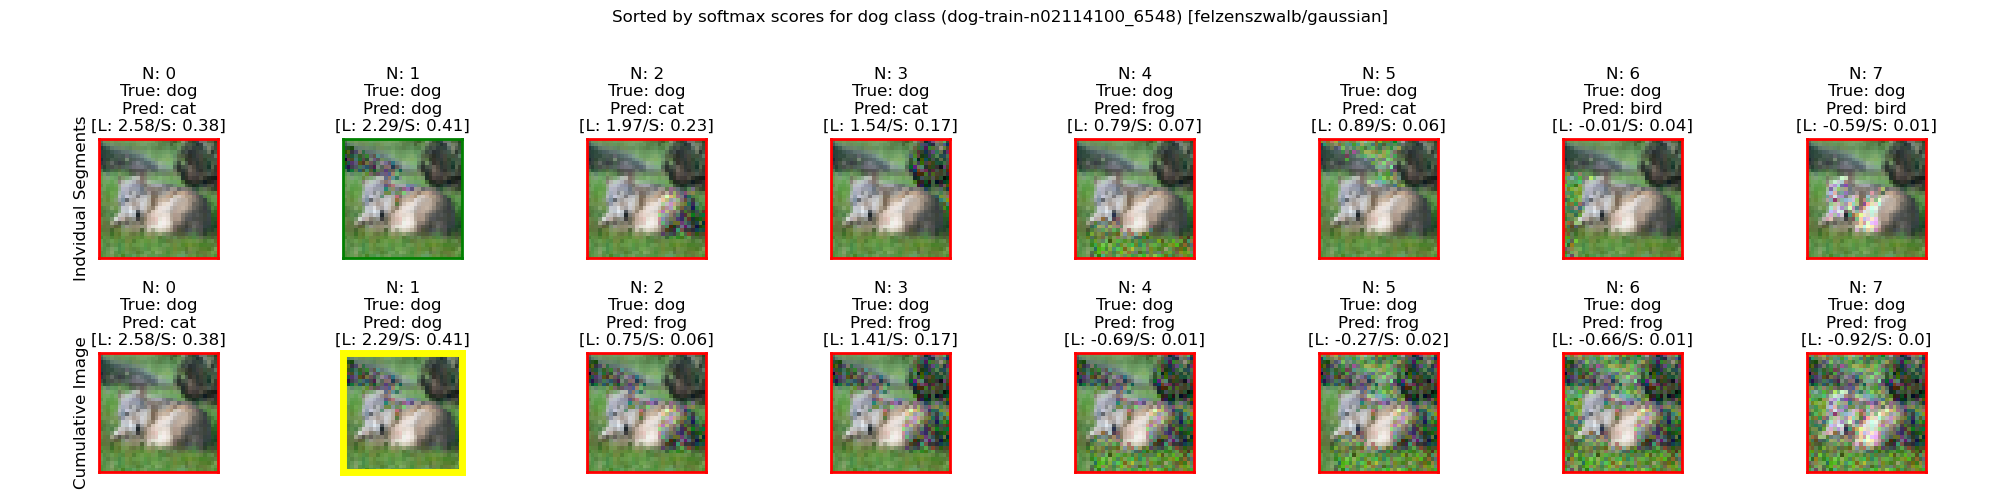 Sorted by softmax scores for dog class (dog-train-n02114100_6548) [felzenszwalb/gaussian]
Indvidual Segments
N: 0
True: dog
Pred: cat
[L: 2.58/S: 0.38]
N: 1
True: dog
Pred: dog
[L: 2.29/S: 0.41]
N: 2
True: dog
Pred: cat
[L: 1.97/S: 0.23]
N: 3
True: dog
Pred: cat
[L: 1.54/S: 0.17]
N: 4
True: dog
Pred: frog
[L: 0.79/S: 0.07]
N: 5
True: dog
Pred: cat
[L: 0.89/S: 0.06]
N: 6
True: dog
Pred: bird
[L: -0.01/S: 0.04]
N: 7
True: dog
Pred: bird
[L: -0.59/S: 0.01]
Cumulative Image
N: 0
True: dog
Pred: cat
[L: 2.58/S: 0.38]
N: 1
True: dog
Pred: dog
[L: 2.29/S: 0.41]
N: 2
True: dog
Pred: frog
[L: 0.75/S: 0.06]
N: 3
True: dog
Pred: frog
[L: 1.41/S: 0.17]
N: 4
True: dog
Pred: frog
[L: -0.69/S: 0.01]
N: 5
True: dog
Pred: frog
[L: -0.27/S: 0.02]
N: 6
True: dog
Pred: frog
[L: -0.66/S: 0.01]
N: 7
True: dog
Pred: frog
[L: -0.92/S: 0.0]